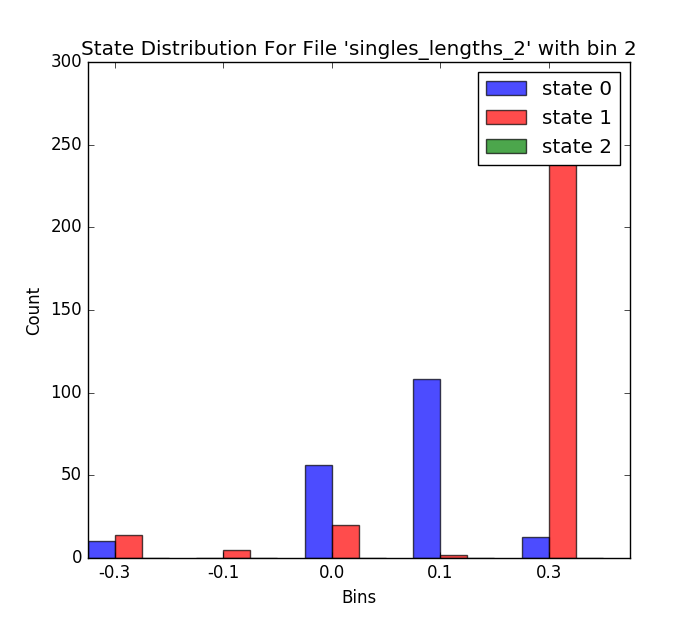 State Distribution For File 'singles_lengths_2' with bin 2
300
250
200
150
100
50
0
Count
state 0
state 1
state 2
-0.3 -0.1 0.0 0.1 0.3
Bins